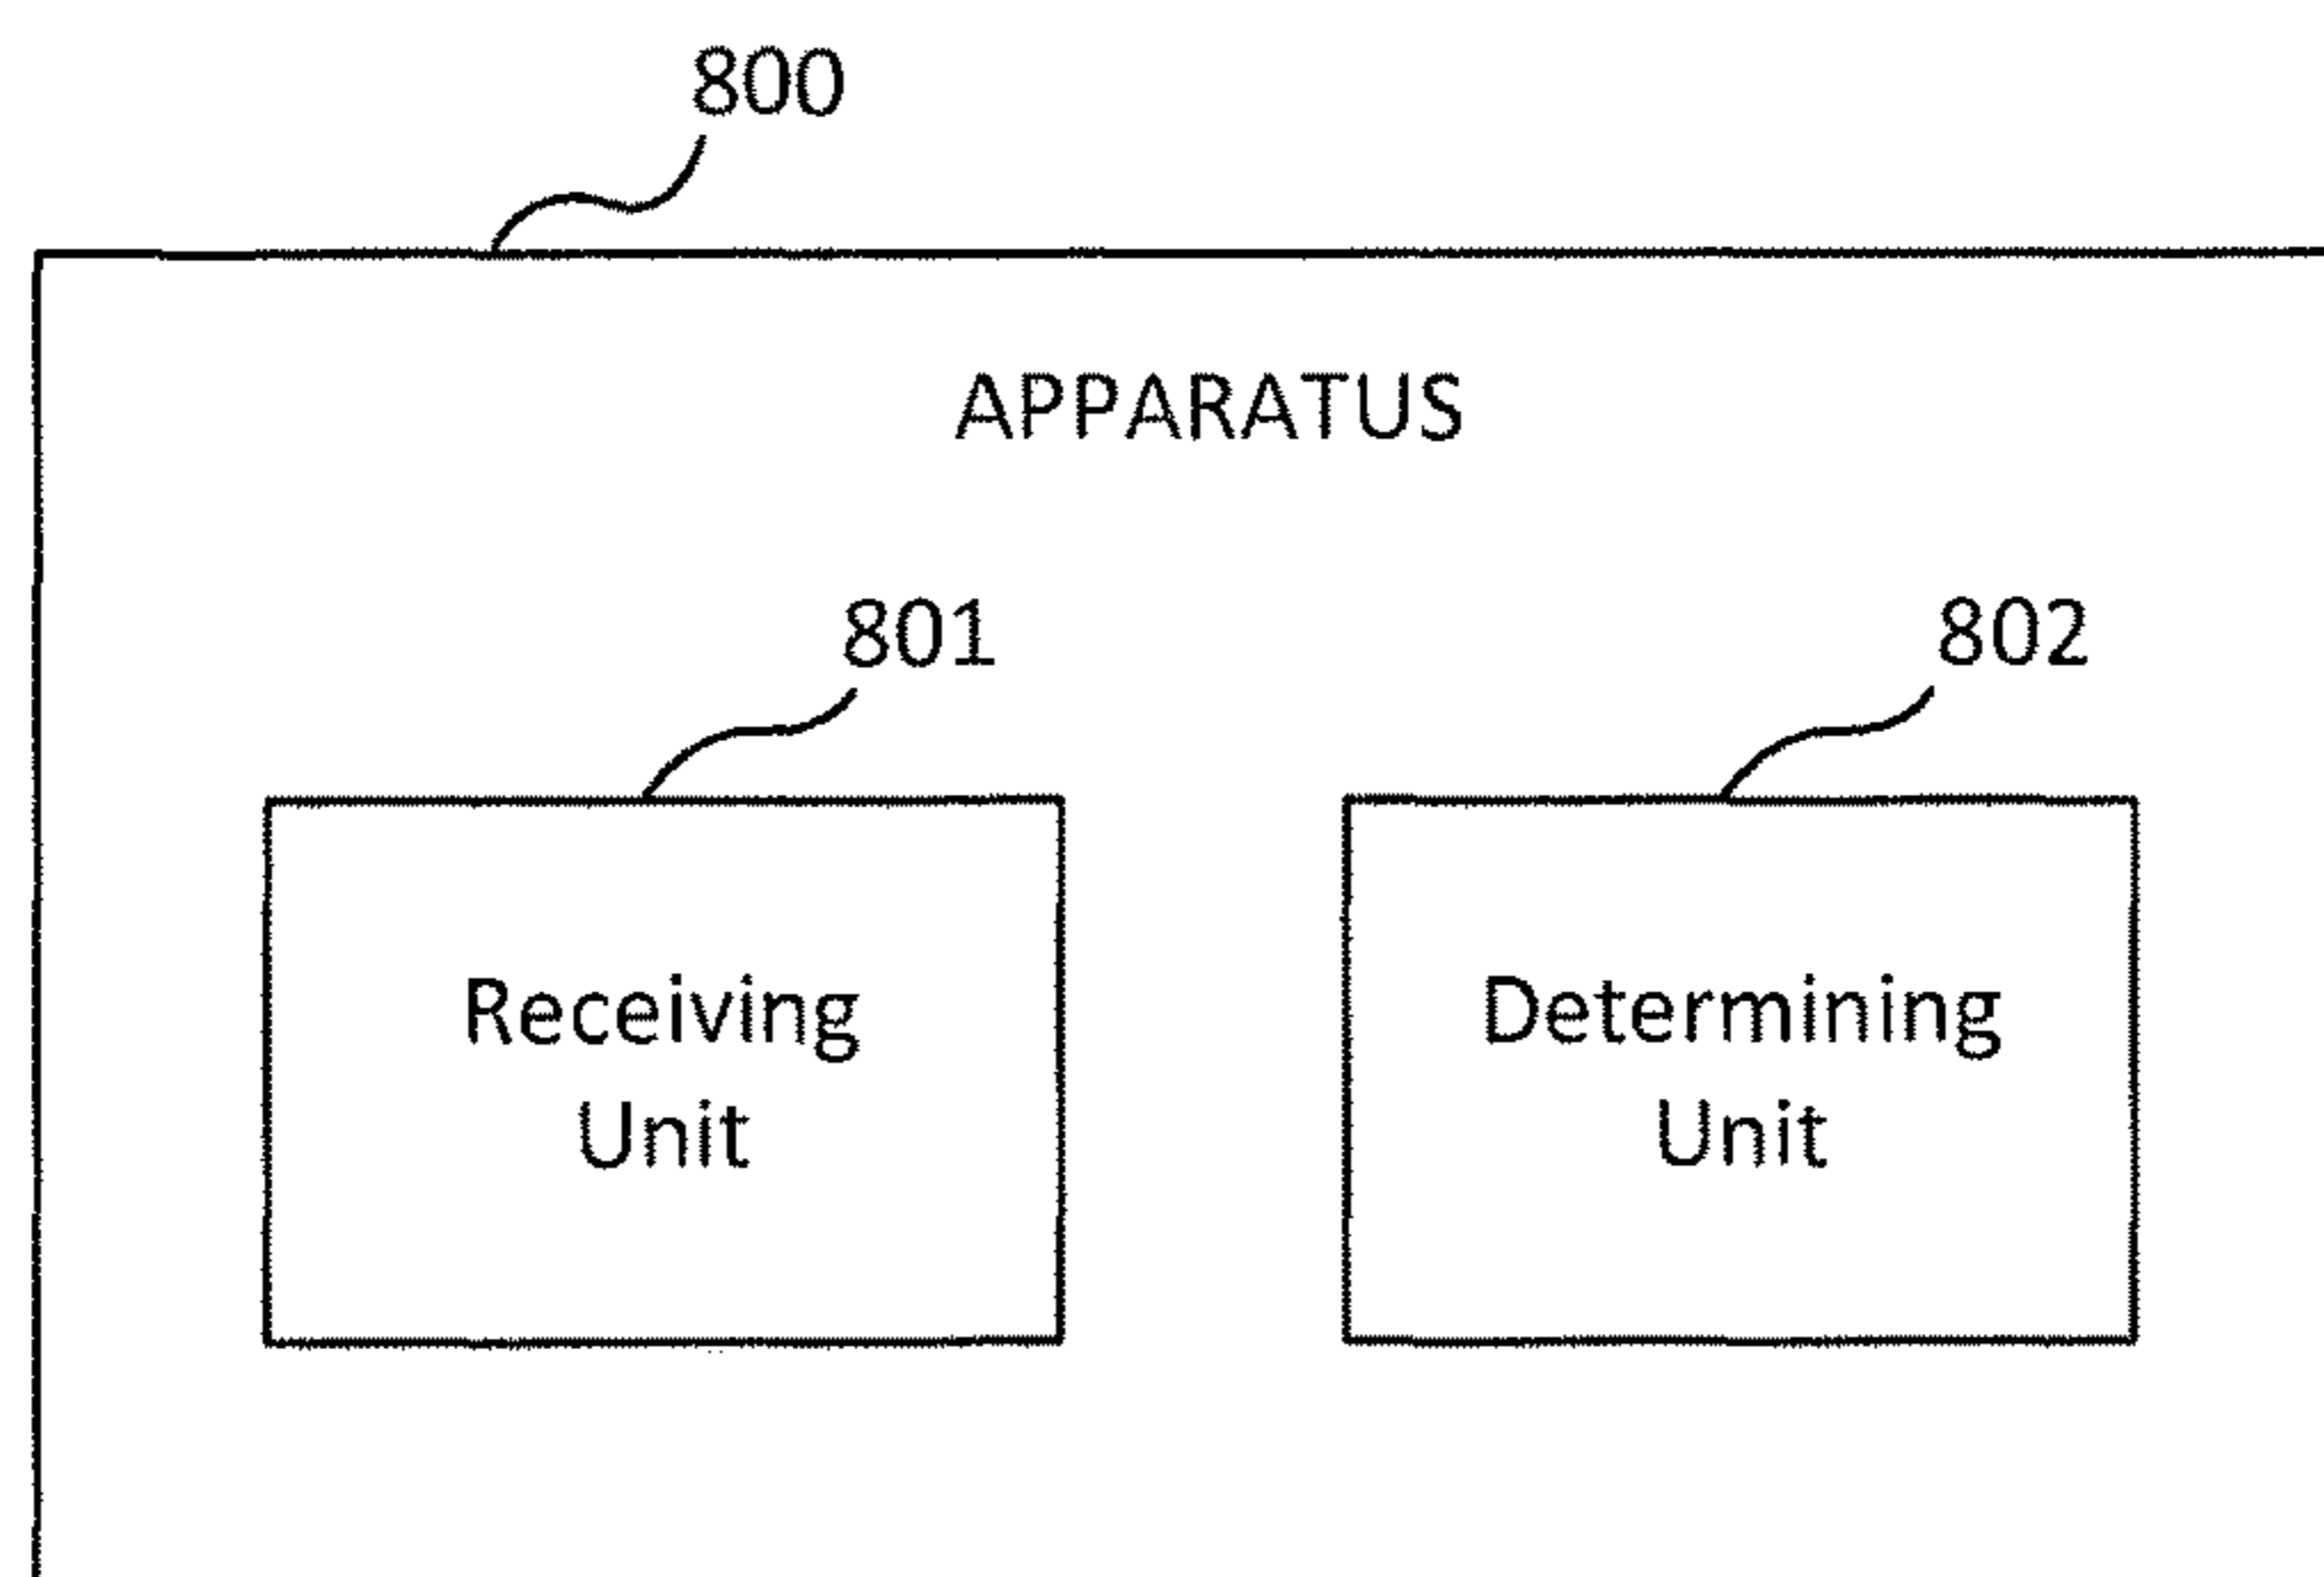 800
APPARATUS
801
802
Receiving
Unit
Determining
Unit